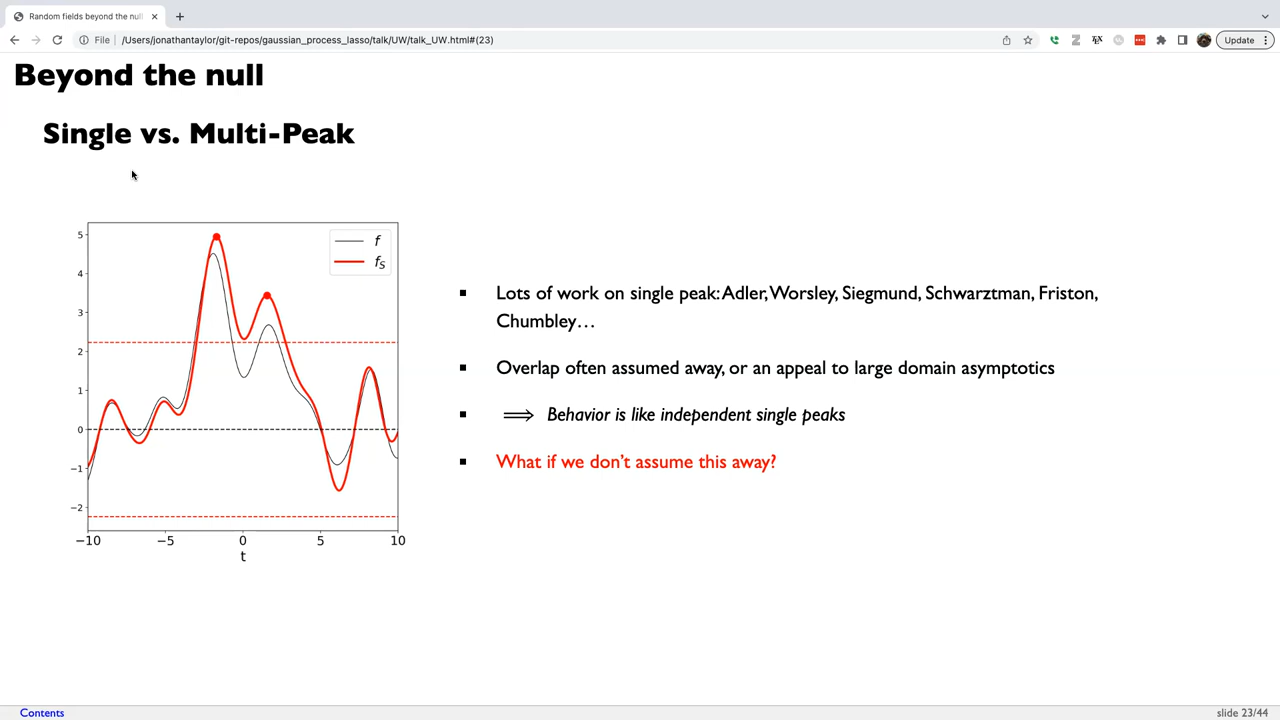 Random fields beyond the nul
File
/Users/jonathantaylor/git-repos/gaussian_process_lasso/talk/UW/talk_UW.html#(23)
Update
Beyond the null
Single vs. Multi-Peak
f
fS
5
4
3
2
1
0
−1
−2
−10
−5
0
5
10
t
Lots of work on single peak: Adler, Worsley, Siegmund, Schwarztman, Friston,
Chumbley…
Overlap often assumed away, or an appeal to large domain asymptotics
⟹ Behavior is like independent single peaks
What if we don’t assume this away?
Contents
slide 23/44